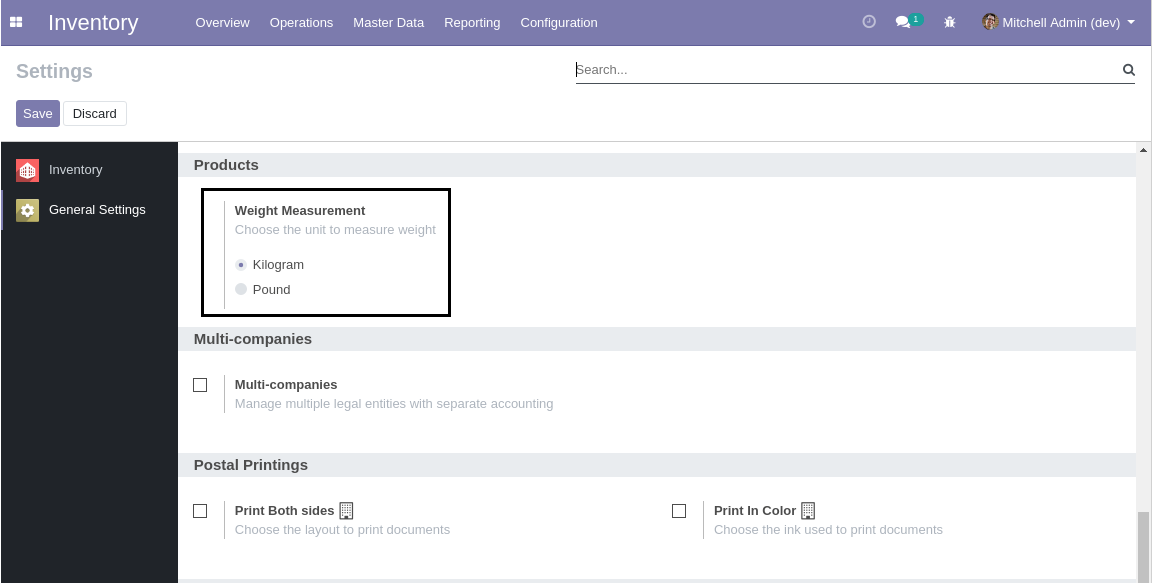 Inventory Overview Operations Master Data Reporting Configuration 1 Mitchell Admin (dev)
Settings Search...
Save Discard
Inventory
General Settings
Products
Weight Measurement
Choose the unit to measure weight
Kilogram
Pound
Multi-companies
Multi-companies
Manage multiple legal entities with separate accounting
Postal Printings
Print Both sides
Choose the layout to print documents
Print In Color
Choose the ink used to print documents